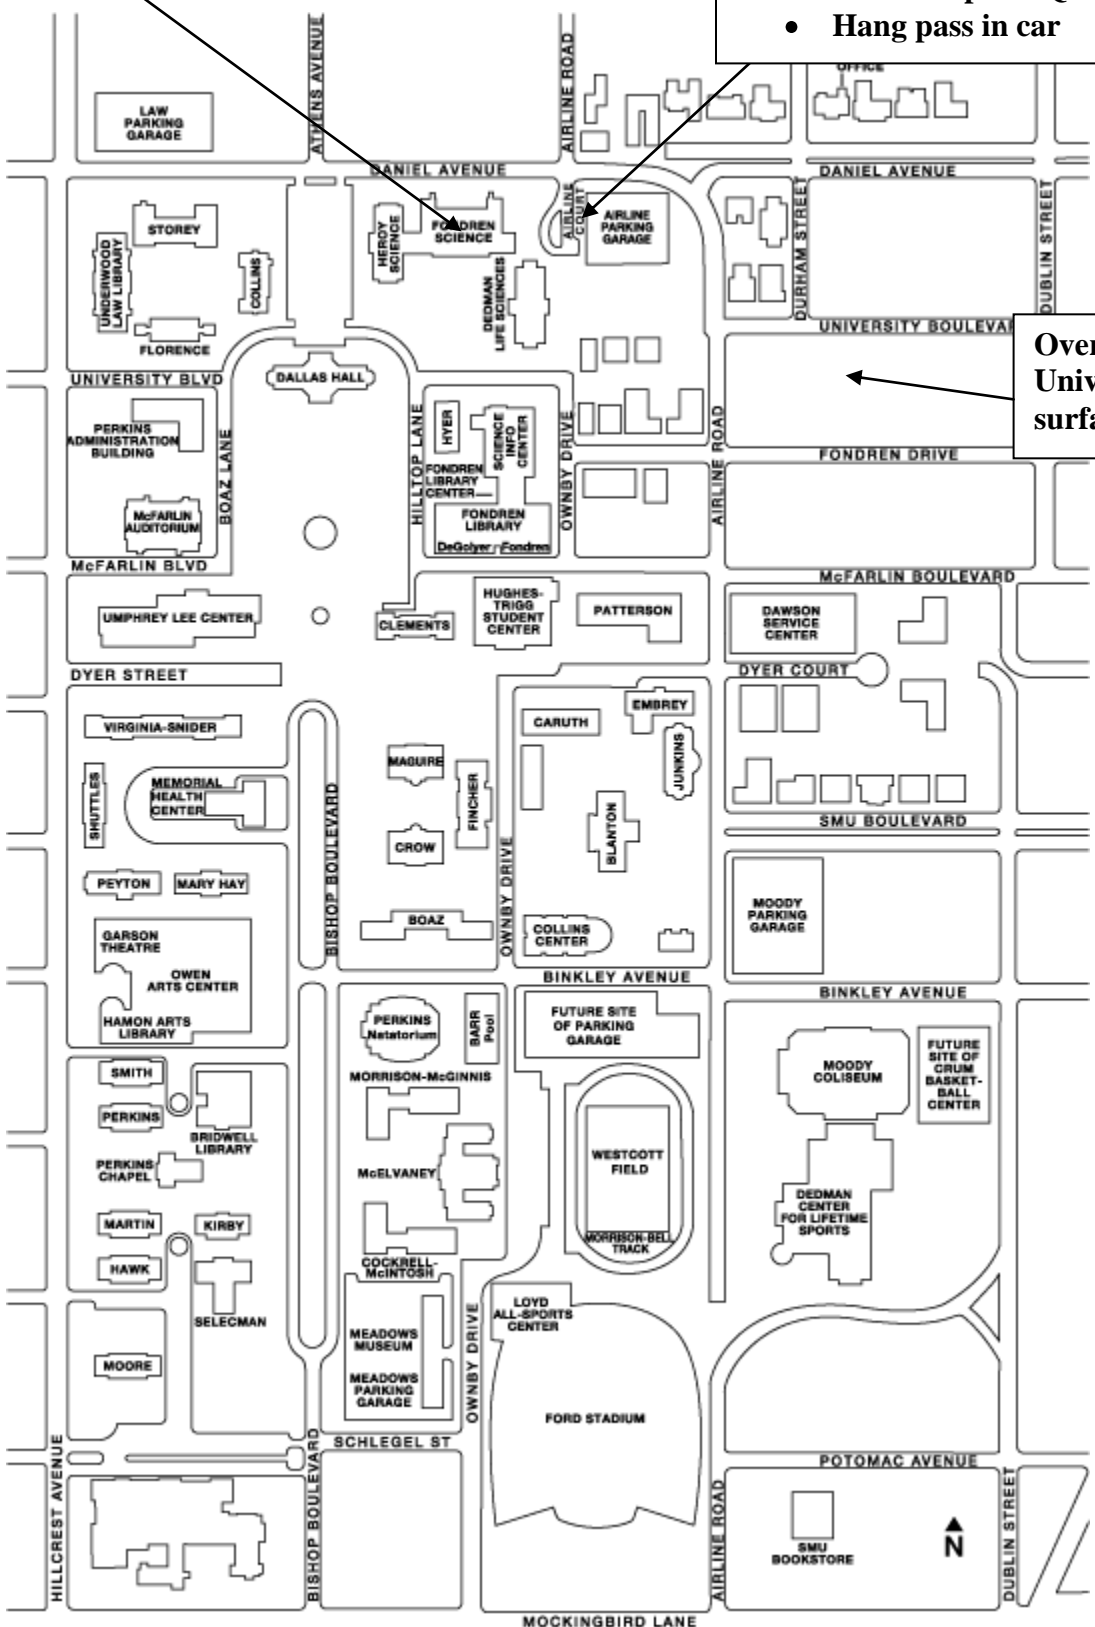 • Hang pass in car
OFFICE
LAW
PARKING
GARAGE
ATHENS AVENUE
AIRLINE ROAD
DANIEL AVENUE
DANIEL AVENUE
STOREY
UNDERWOOD
LAW LIBRARY
COLLINS
FLORENCE
HEROY
SCIENCE
FONDREN
SCIENCE
DEDMAN
LIFE SCIENCES
AIRLINE
COURT
AIRLINE
PARKING
GARAGE
DURHAM STREET
DUBLIN STREET
UNIVERSITY BOULEVAR
Over
Univ
surfa
UNIVERSITY BLVD
DALLAS HALL
PERKINS
ADMINISTRATION
BUILDING
BOAZ LANE
HILLTOP LANE
HYER
SCIENCE
INFO
CENTER
FONDREN
LIBRARY
CENTER
OWNBY DRIVE
AIRLINE ROAD
FONDREN DRIVE
McFARLIN
AUDITORIUM
FONDREN
LIBRARY
DeGolyer Fondren
McFARLIN BLVD
McFARLIN BOULEVARD
UMPHREY LEE CENTER
CLEMENTS
HUGHES-
TRIGG
STUDENT
CENTER
PATTERSON
DAWSON
SERVICE
CENTER
DYER STREET
DYER COURT
VIRGINIA-SNIDER
SHUTTLES
MEMORIAL
HEALTH
CENTER
BISHOP BOULEVARD
MAGUIRE
FINCHER
CROW
OWNBY DRIVE
CARUTH
EMBREY
JUNKINS
BLANTON
SMU BOULEVARD
PEYTON
MARY HAY
BOAZ
COLLINS
CENTER
MOODY
PARKING
GARAGE
GARSON
THEATRE
OWEN
ARTS CENTER
HAMON ARTS
LIBRARY
BINKLEY AVENUE
BINKLEY AVENUE
PERKINS
Natatorium
BARR
Pool
FUTURE SITE
OF PARKING
GARAGE
MOODY
COLISEUM
FUTURE
SITE OF
CRUM
BASKET-
BALL
CENTER
SMITH
PERKINS
BRIDWELL
LIBRARY
MORRISON-McGINNIS
PERKINS
CHAPEL
McELVANEY
WESTCOTT
FIELD
MORRISON-BELL
TRACK
DEDMAN
CENTER
FOR LIFETIME
SPORTS
MARTIN
KIRBY
HAWK
SELECMAN
COCKRELL-
McINTOSH
LOYD
ALL-SPORTS
CENTER
MOORE
MEADOWS
MUSEUM
MEADOWS
PARKING
GARAGE
OWNBY DRIVE
FORD STADIUM
SCHLEGEL ST
POTOMAC AVENUE
HILLCREST AVENUE
BISHOP BOULEVARD
AIRLINE ROAD
SMU
BOOKSTORE
N
DUBLIN STREET
MOCKINGBIRD LANE